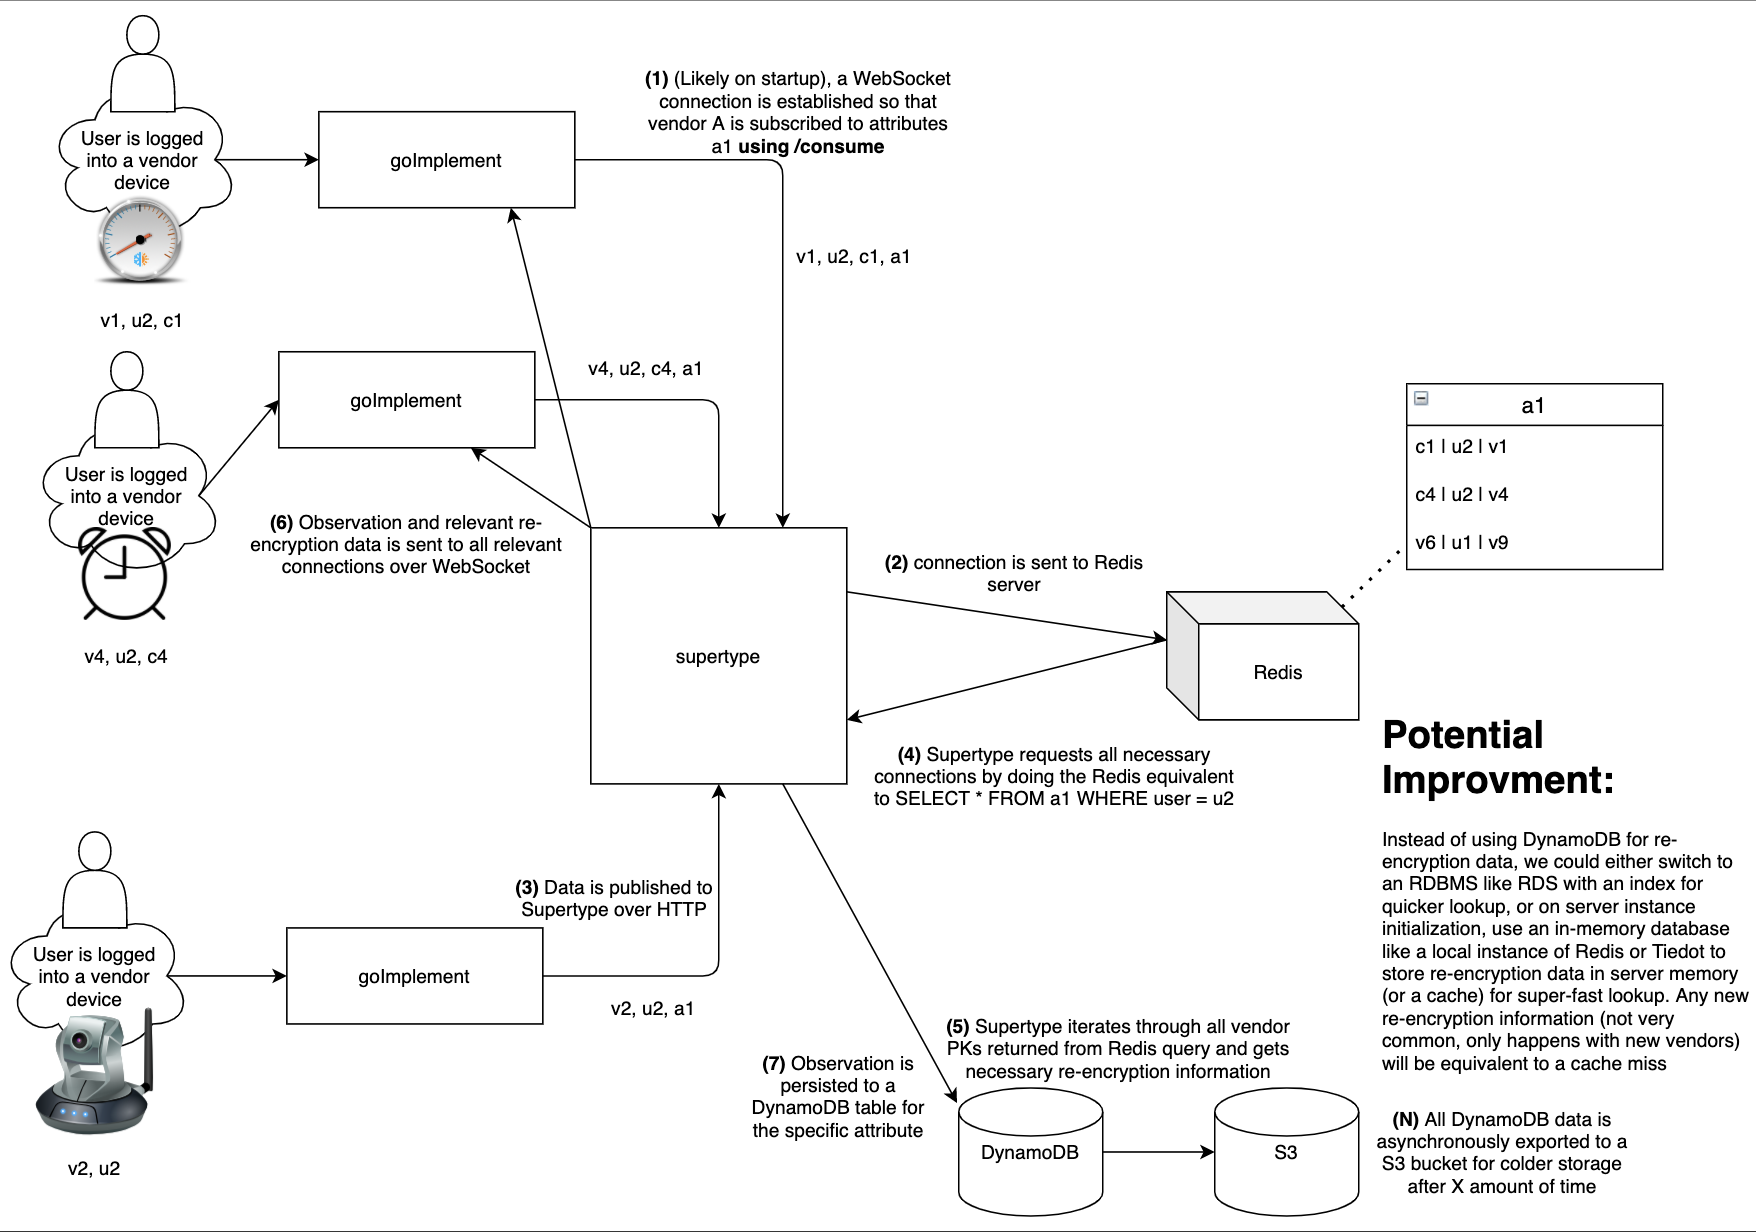 (1) (Likely on startup), a WebSocket
connection is established so that
vendor A is subscribed to attributes
a1 using /consume
User is logged
into a vendor
device
goImplement
v1, u2, c1, a1
v1, u2, c1
v4, u2, c4, a1
goImplement
User is logged
into a vendor
device
(6) Observation and relevant re-
encryption data is sent to all relevant
connections over WebSocket
v4, u2, c4
a1
c1 | u2 | v1
c4 | u2 | v4
v6 | u1 | v9
(2) connection is sent to Redis
server
supertype
Redis
(4) Supertype requests all necessary
connections by doing the Redis equivalent
to SELECT * FROM a1 WHERE user = u2
Potential
Improvment:
Instead of using DynamoDB for re-
encryption data, we could either switch to
an RDBMS like RDS with an index for
quicker lookup, or on server instance
initialization, use an in-memory database
like a local instance of Redis or Tiedot to
store re-encryption data in server memory
(or a cache) for super-fast lookup. Any new
re-encryption information (not very
common, only happens with new vendors)
will be equivalent to a cache miss
(3) Data is published to
Supertype over HTTP
User is logged
into a vendor
device
goImplement
v2, u2, a1
v2, u2
(5) Supertype iterates through all vendor
PKs returned from Redis query and gets
necessary re-encryption information
(7) Observation is
persisted to a
DynamoDB table for
the specific attribute
DynamoDB
S3
(N) All DynamoDB data is
asynchronously exported to a
S3 bucket for colder storage
after X amount of time